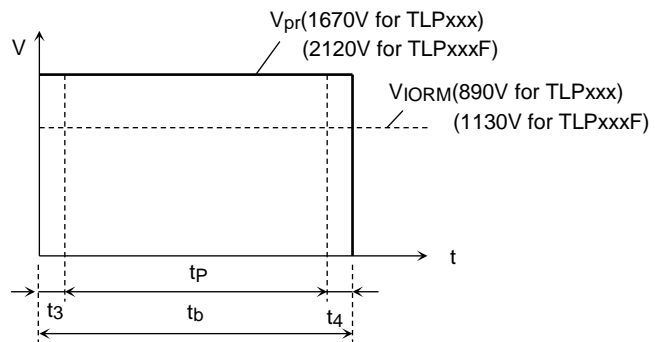 Vpr(1670V for TLPxxx)
(2120V for TLPxxxF)
V
VIORM(890V for TLPxxx)
(1130V for TLPxxxF)
t
tP
t3
tb
t4